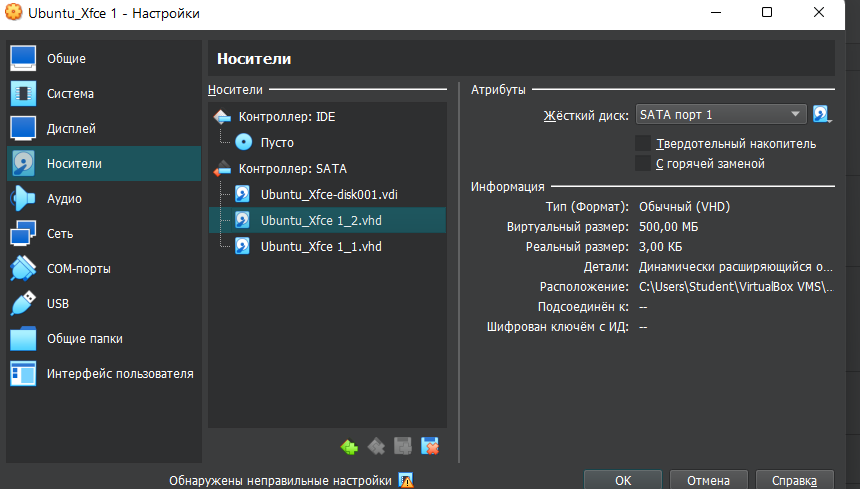 Ubuntu_Xfce 1 - Настройки
Общие
Система
Дисплей
Носители
Аудио
Сеть
COM-порты
USB
Общие папки
Интерфейс пользователя
Носители
Носители
Контроллер: IDE
Пусто
Контроллер: SATA
Ubuntu_Xfce-disk001.vdi
Ubuntu_Xfce 1_2.vhd
Ubuntu_Xfce 1_1.vhd
Атрибуты
Жёсткий диск: SATA порт 1
Твердотельный накопитель
С горячей заменой
Информация
Тип (Формат): Обычный (VHD)
Виртуальный размер: 500,00 МБ
Реальный размер: 3,00 КБ
Детали: Динамически расширяющийся о...
Расположение: C:\Users\Student\VirtualBox VMS\...
Подсоединён к: --
Шифрован ключём с ИД: --
Обнаружены неправильные настройки
OK Отмена Справка